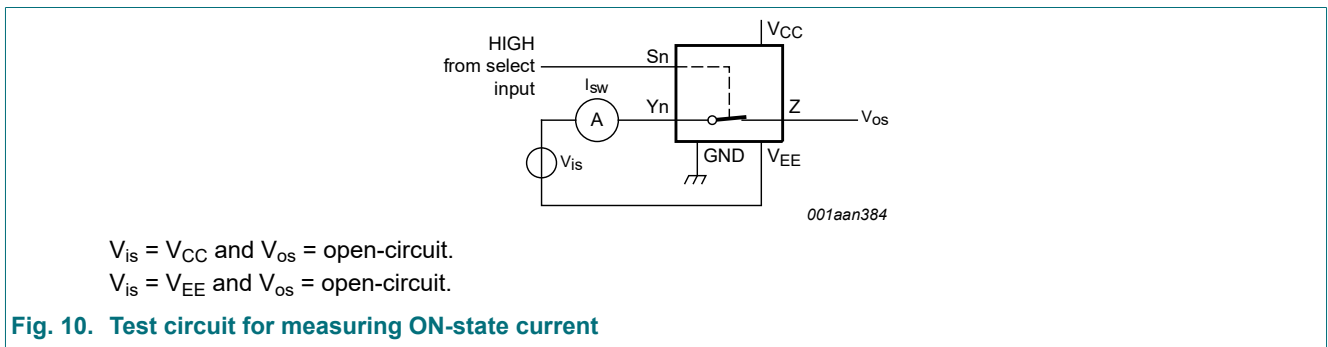 HIGH
from select
input
Sn
VCC
Isw
A
Yn
Z
Vos
Vis
GND
VEE
001aan384
Vis = VCC and Vos = open-circuit.
Vis = VEE and Vos = open-circuit.
Fig. 10. Test circuit for measuring ON-state current